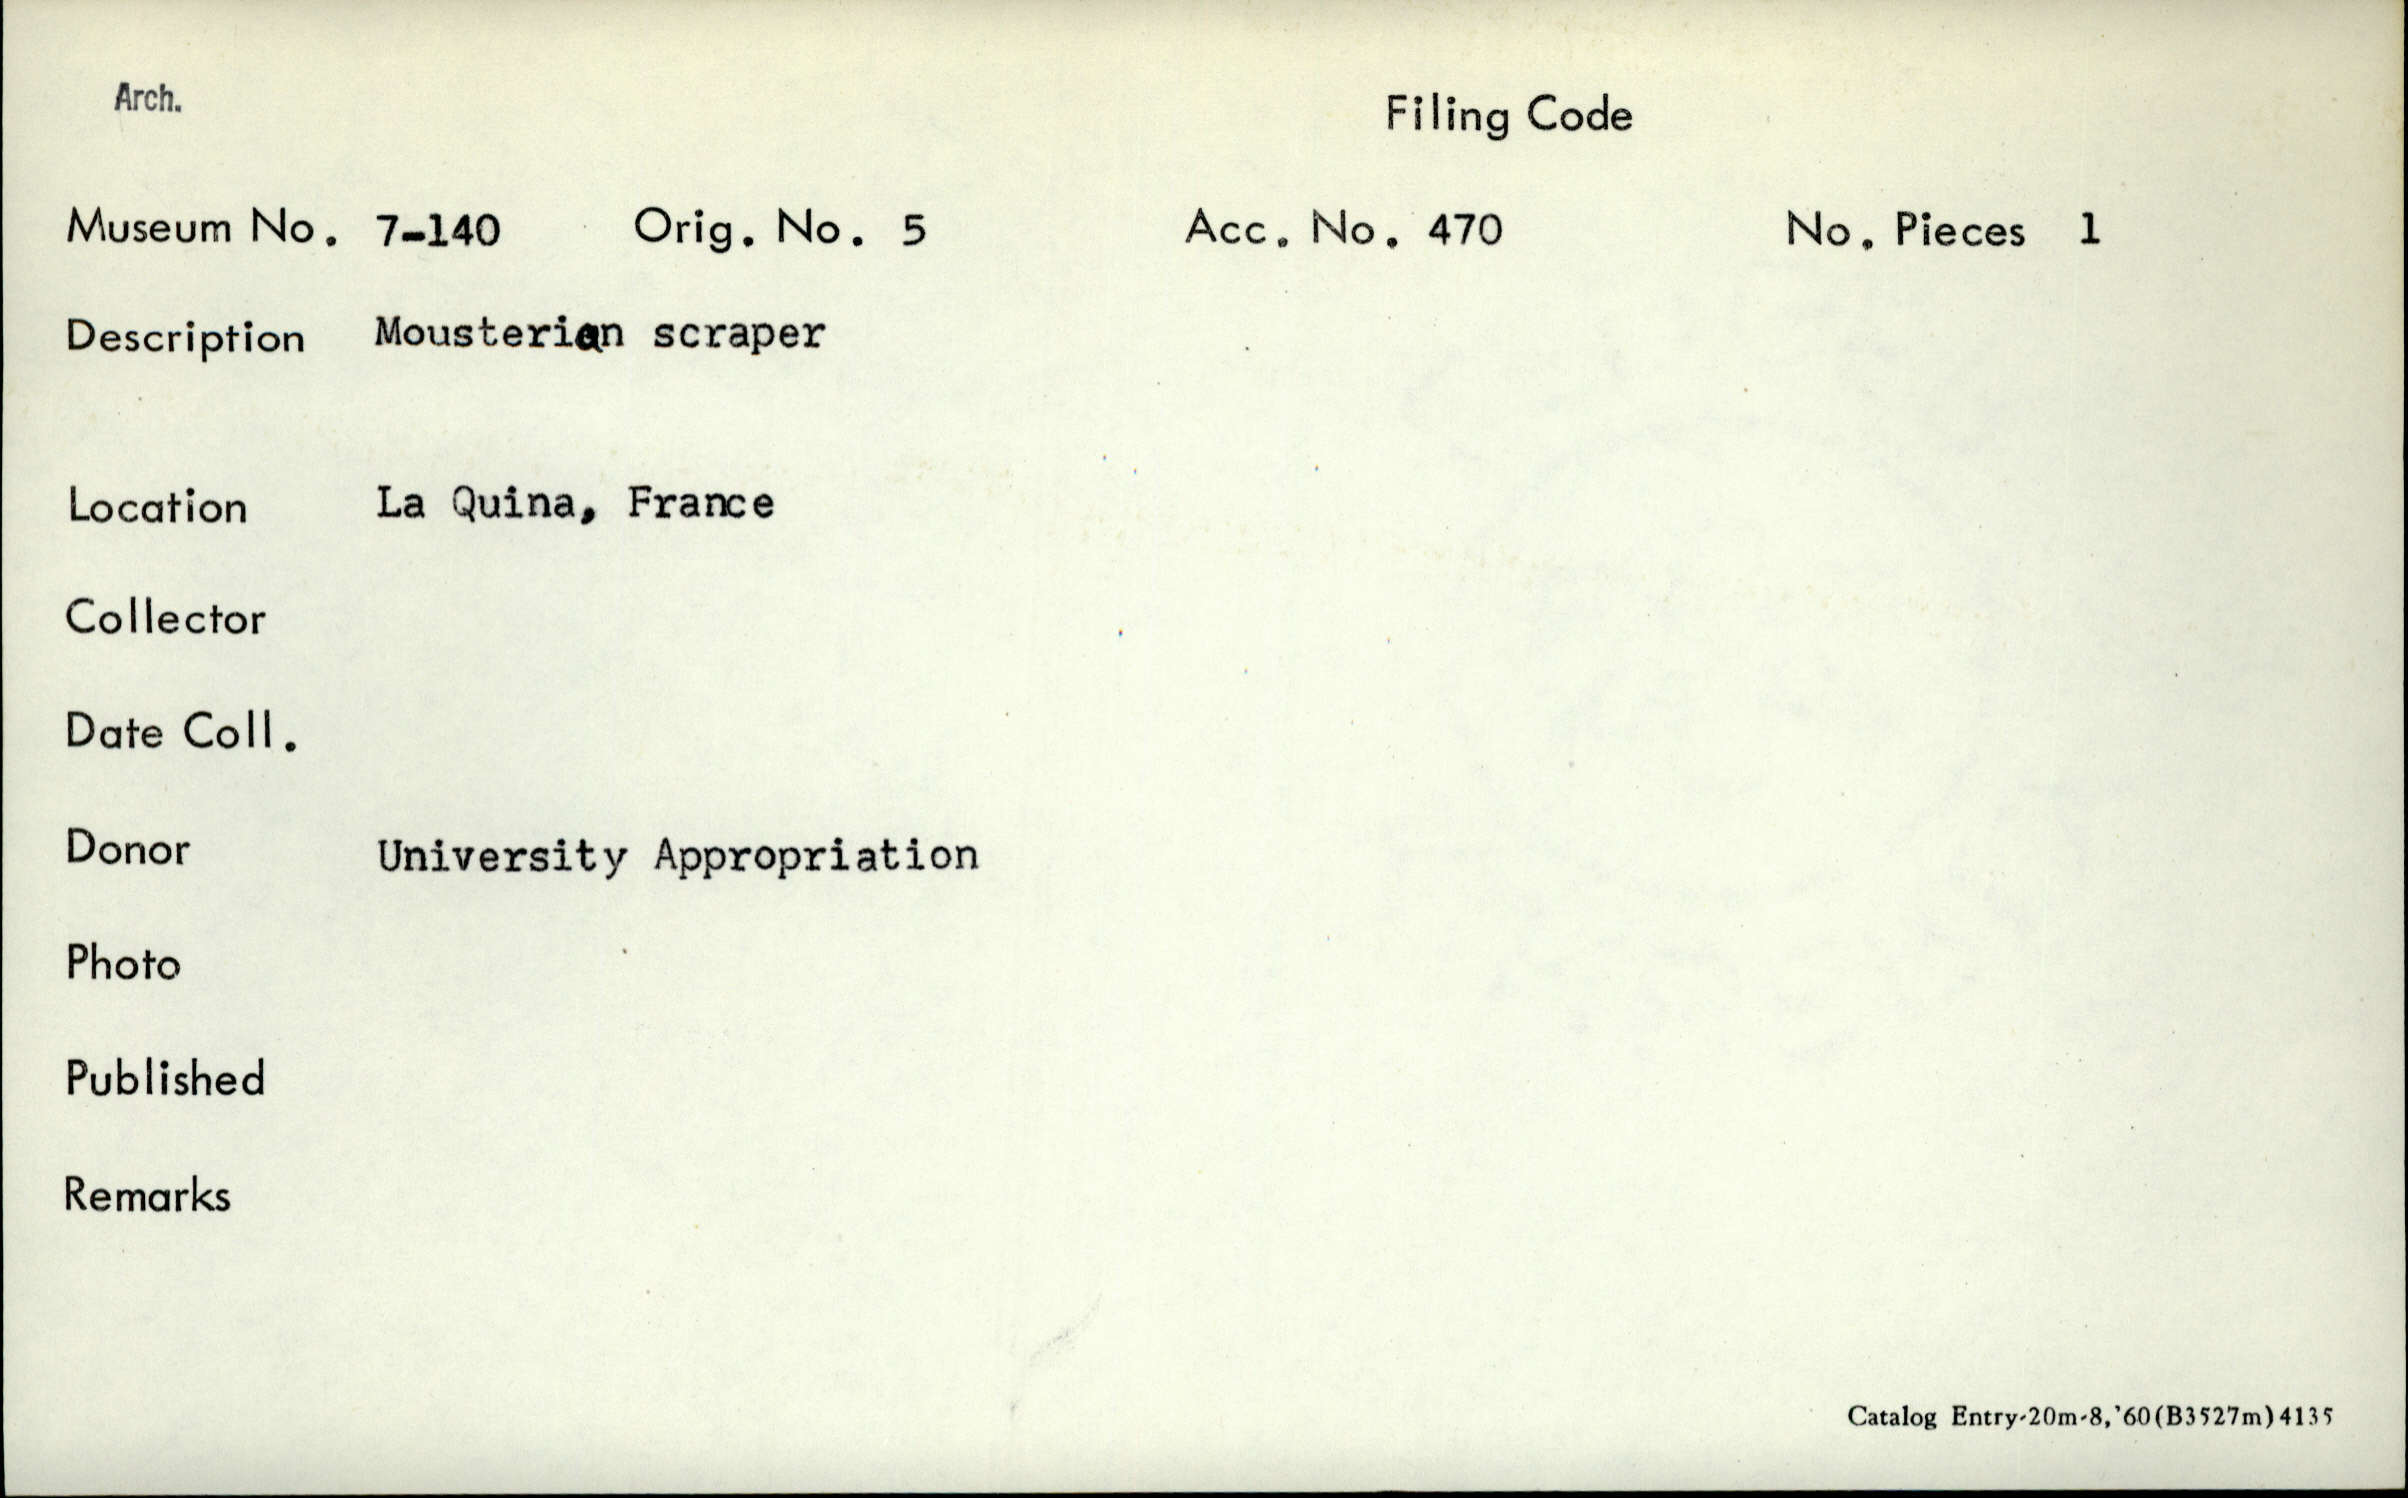 Arch.
Filing Code
Museum No. 7-140 Orig. No. 5 Acc. No. 470 No. Pieces 1
Description Mousterian scraper
Location La Quina, France
Collector
Date Coll.
Donor University Appropriation
Photo
Published
Remarks
Catalog Entry-20m-8,'60(B3527m)4135